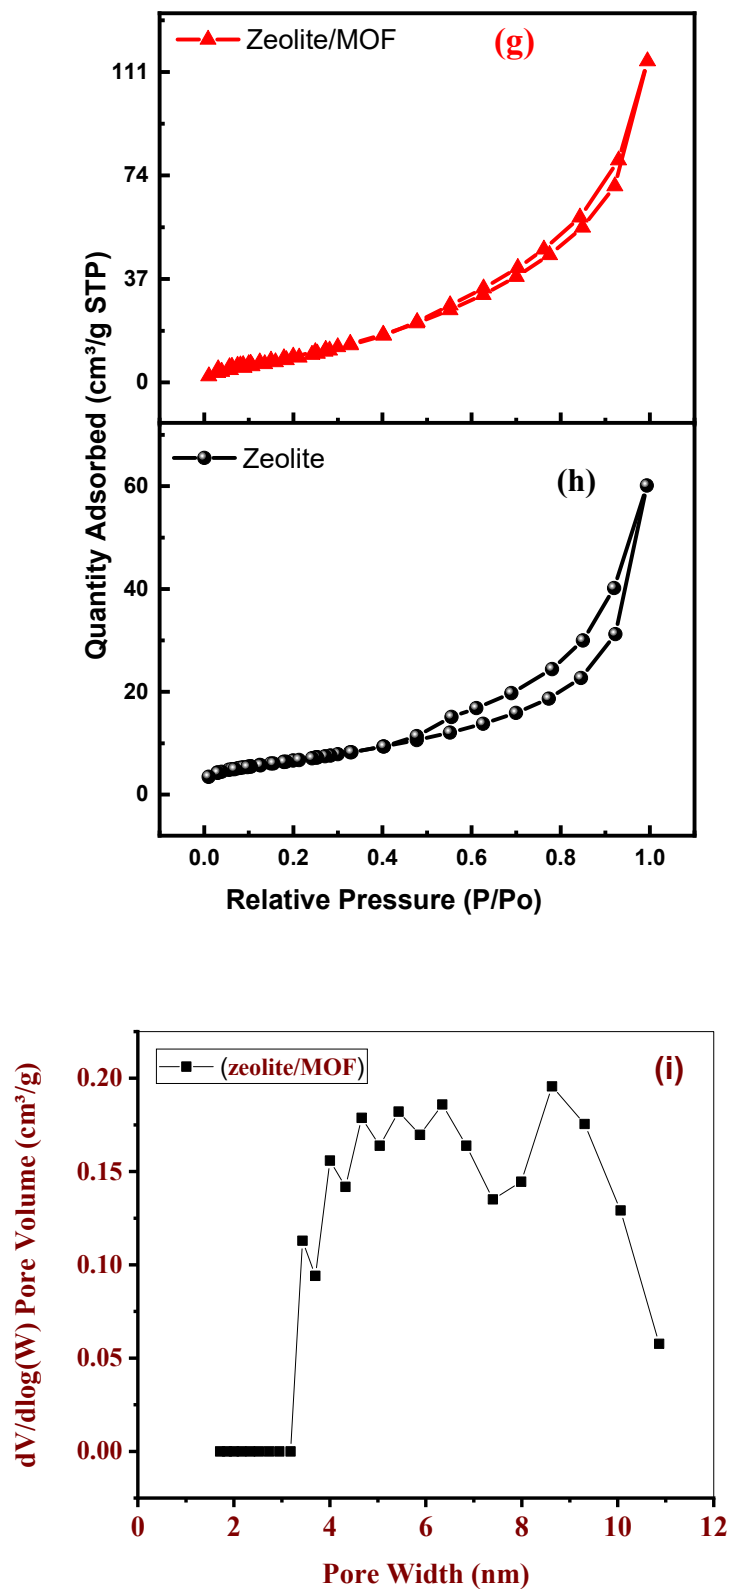 Zeolite/MOF
(g)
111
74
37
0
Quantity Adsorbed (cm³/g STP)
Zeolite
(h)
60
40
20
0
0.0 0.2 0.4 0.6 0.8 1.0
Relative Pressure (P/Po)
(zeolite/MOF)
(i)
0.20
0.15
0.10
0.05
0.00
dV/dlog(W) Pore Volume (cm³/g)
0 2 4 6 8 10 12
Pore Width (nm)